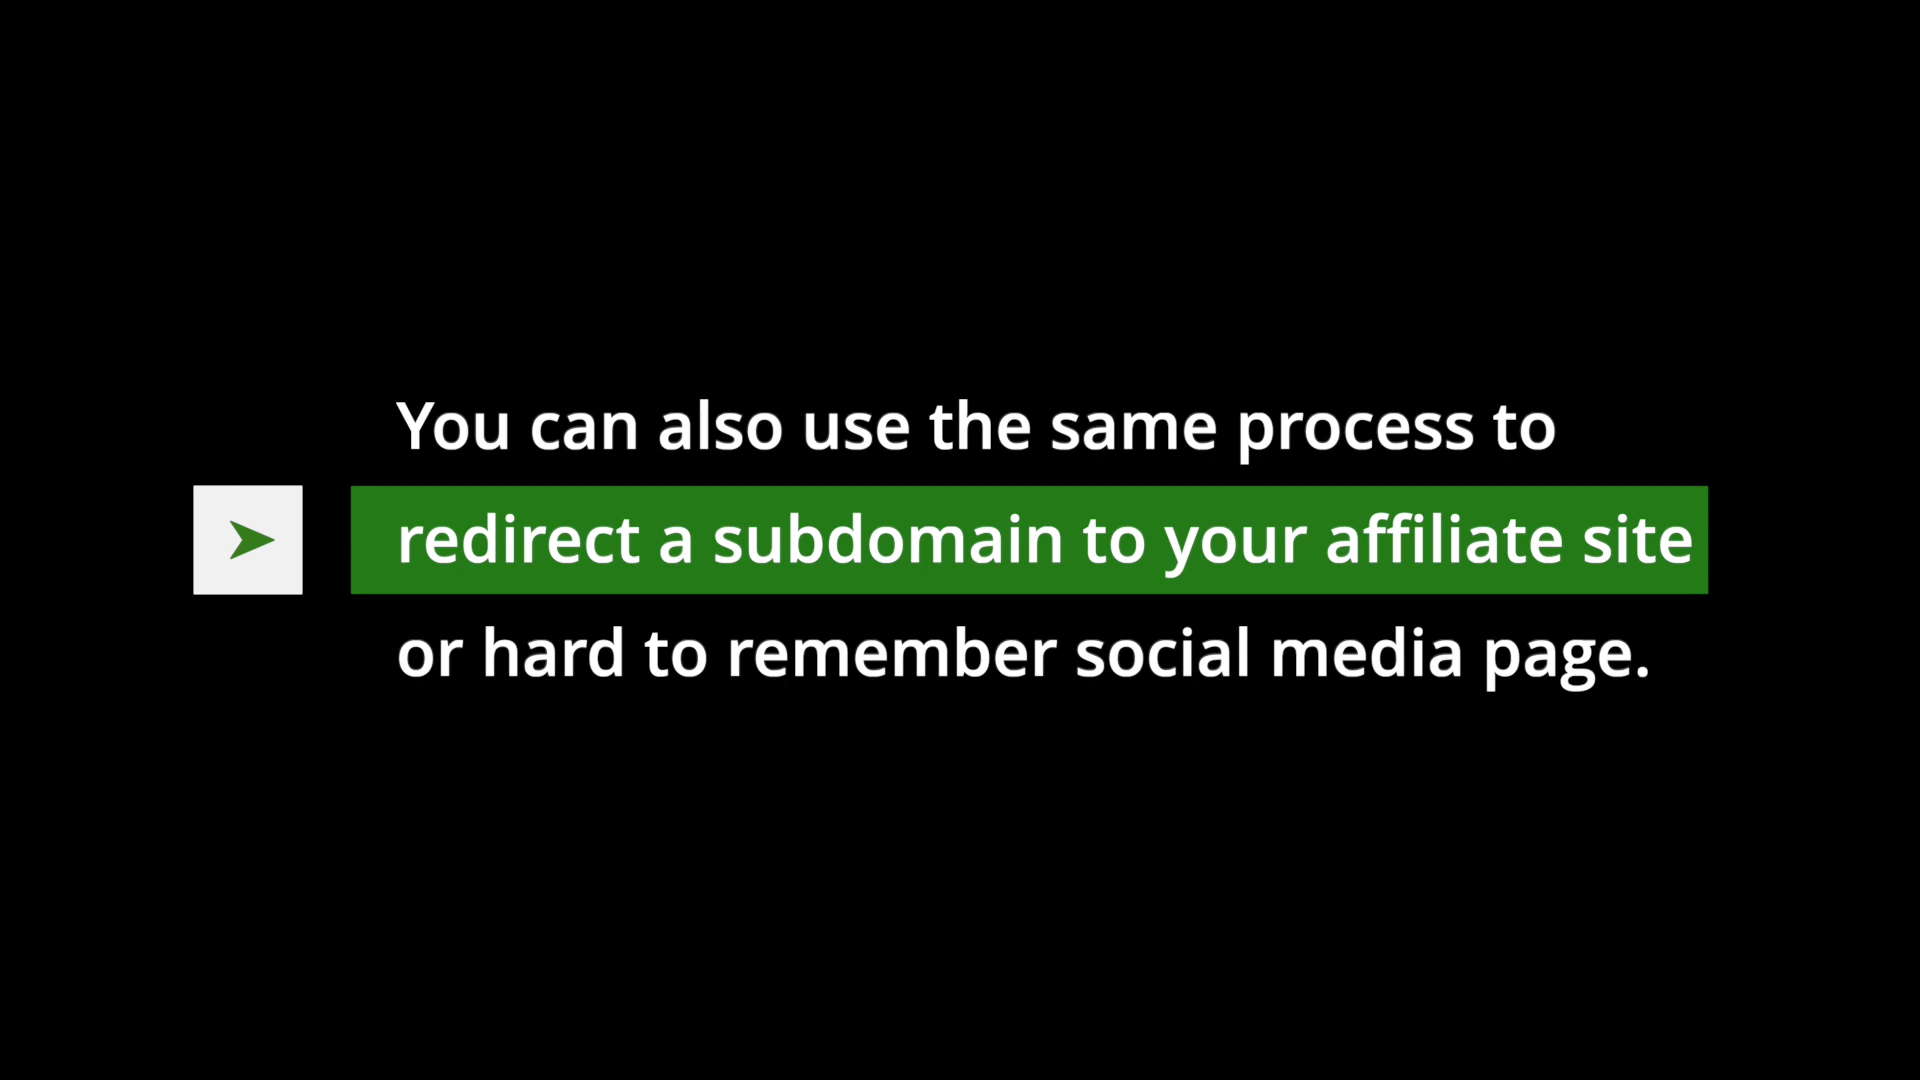 You can also use the same process to
redirect a subdomain to your affiliate site
or hard to remember social media page.